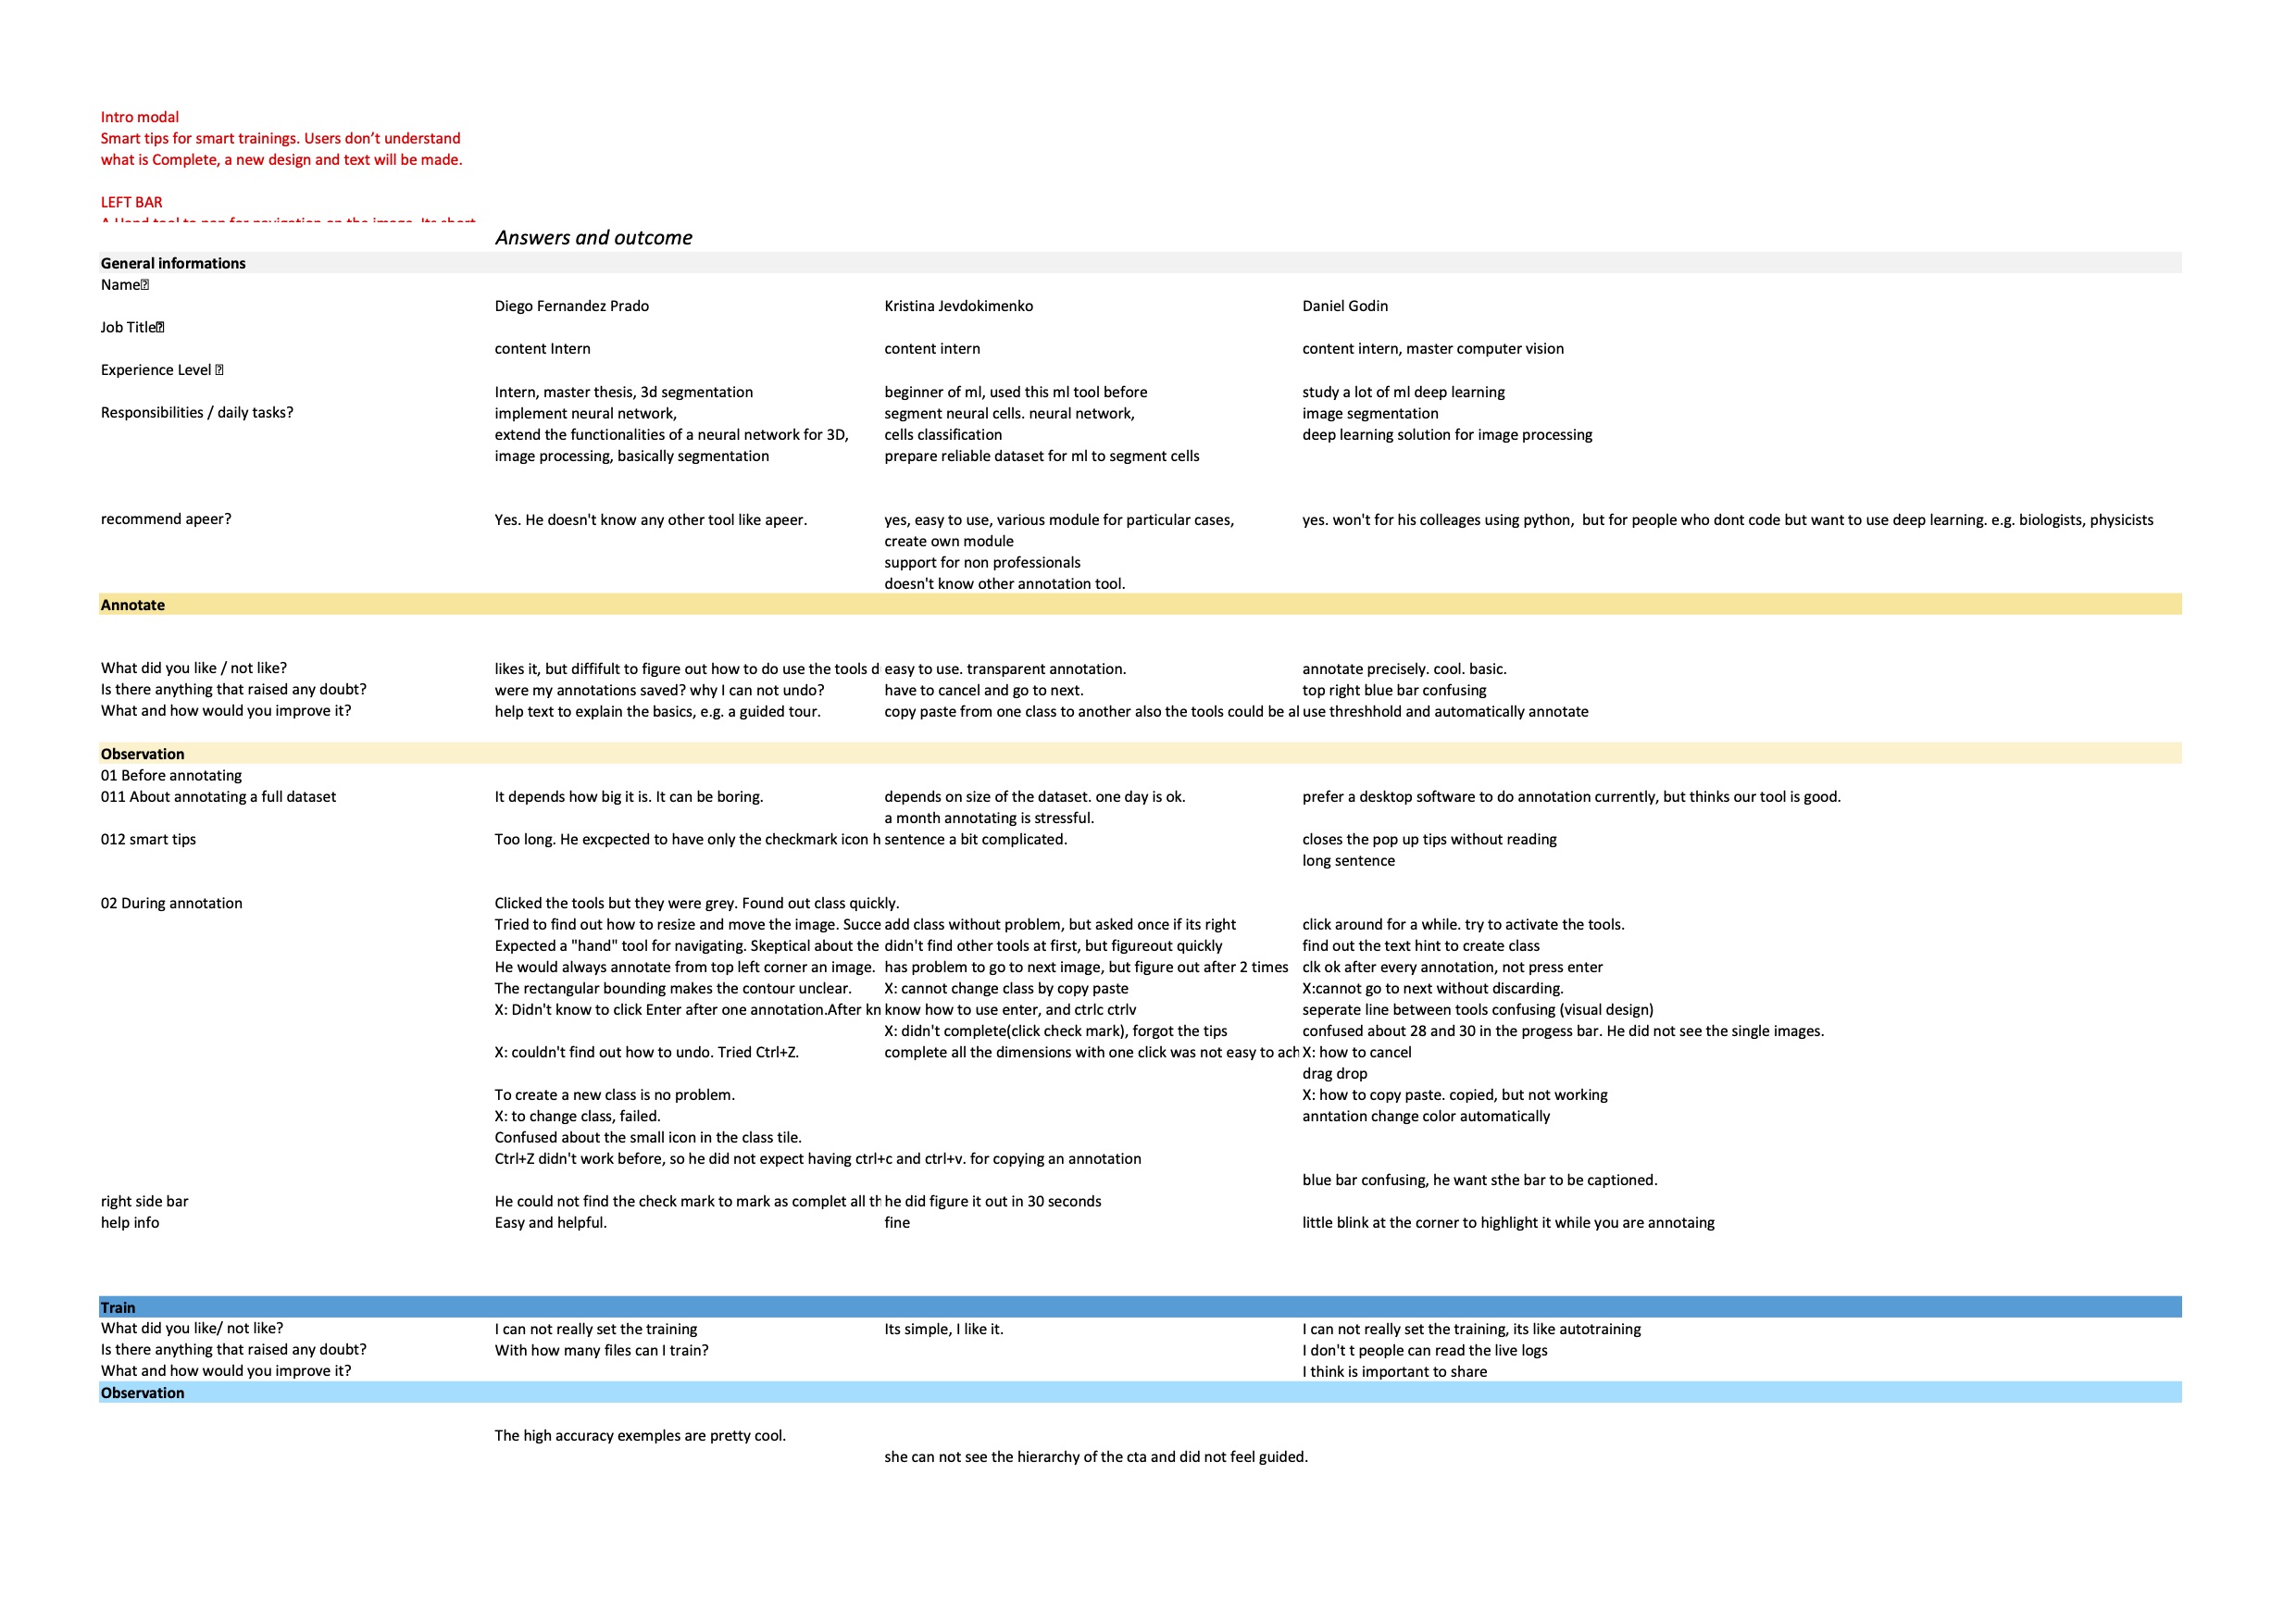 Intro modal
Smart tips for smart trainings. Users don’t understand
what is Complete, a new design and text will be made.
LEFT BAR
A Hand tool to pan for navigation on the image. Its short
Answers and outcome
General informations
Name
Diego Fernandez Prado Kristina Jevdokimenko Daniel Godin
Job Title
content Intern content intern content intern, master computer vision
Experience Level
Intern, master thesis, 3d segmentation beginner of ml, used this ml tool before study a lot of ml deep learning
Responsibilities / daily tasks? implement neural network, segment neural cells. neural network, image segmentation
extend the functionalities of a neural network for 3D, cells classification deep learning solution for image processing
image processing, basically segmentation prepare reliable dataset for ml to segment cells
recommend apeer? Yes. He doesn't know any other tool like apeer. yes, easy to use, various module for particular cases, yes. won't for his colleages using python, but for people who dont code but want to use deep learning. e.g. biologists, physicists
create own module
support for non professionals
doesn't know other annotation tool.
Annotate
What did you like / not like? likes it, but diffifult to figure out how to do use the tools d easy to use. transparent annotation. annotate precisely. cool. basic.
Is there anything that raised any doubt? were my annotations saved? why I can not undo? have to cancel and go to next. top right blue bar confusing
What and how would you improve it? help text to explain the basics, e.g. a guided tour. copy paste from one class to another also the tools could be al use threshhold and automatically annotate
Observation
01 Before annotating
011 About annotating a full dataset It depends how big it is. It can be boring. depends on size of the dataset. one day is ok. prefer a desktop software to do annotation currently, but thinks our tool is good.
a month annotating is stressful.
012 smart tips Too long. He excpected to have only the checkmark icon h sentence a bit complicated. closes the pop up tips without reading
long sentence
02 During annotation Clicked the tools but they were grey. Found out class quickly.
Tried to find out how to resize and move the image. Succe add class without problem, but asked once if its right click around for a while. try to activate the tools.
Expected a "hand" tool for navigating. Skeptical about the didn't find other tools at first, but figureout quickly find out the text hint to create class
He would always annotate from top left corner an image. has problem to go to next image, but figure out after 2 times clk ok after every annotation, not press enter
The rectangular bounding makes the contour unclear. X: cannot change class by copy paste X:cannot go to next without discarding.
X: Didn't know to click Enter after one annotation.After kn know how to use enter, and ctrlc ctrlv seperate line between tools confusing (visual design)
X: didn't complete(click check mark), forgot the tips confused about 28 and 30 in the progess bar. He did not see the single images.
X: couldn't find out how to undo. Tried Ctrl+Z. complete all the dimensions with one click was not easy to ach X: how to cancel
drag drop
To create a new class is no problem. X: how to copy paste. copied, but not working
X: to change class, failed. anntation change color automatically
Confused about the small icon in the class tile.
Ctrl+Z didn't work before, so he did not expect having ctrl+c and ctrl+v. for copying an annotation
blue bar confusing, he want sthe bar to be captioned.
right side bar He could not find the check mark to mark as complet all th he did figure it out in 30 seconds
help info Easy and helpful. fine little blink at the corner to highlight it while you are annotaing
Train
What did you like/ not like? I can not really set the training Its simple, I like it. I can not really set the training, its like autotraining
Is there anything that raised any doubt? With how many files can I train? I don't t people can read the live logs
What and how would you improve it? I think is important to share
Observation
The high accuracy exemples are pretty cool.
she can not see the hierarchy of the cta and did not feel guided.